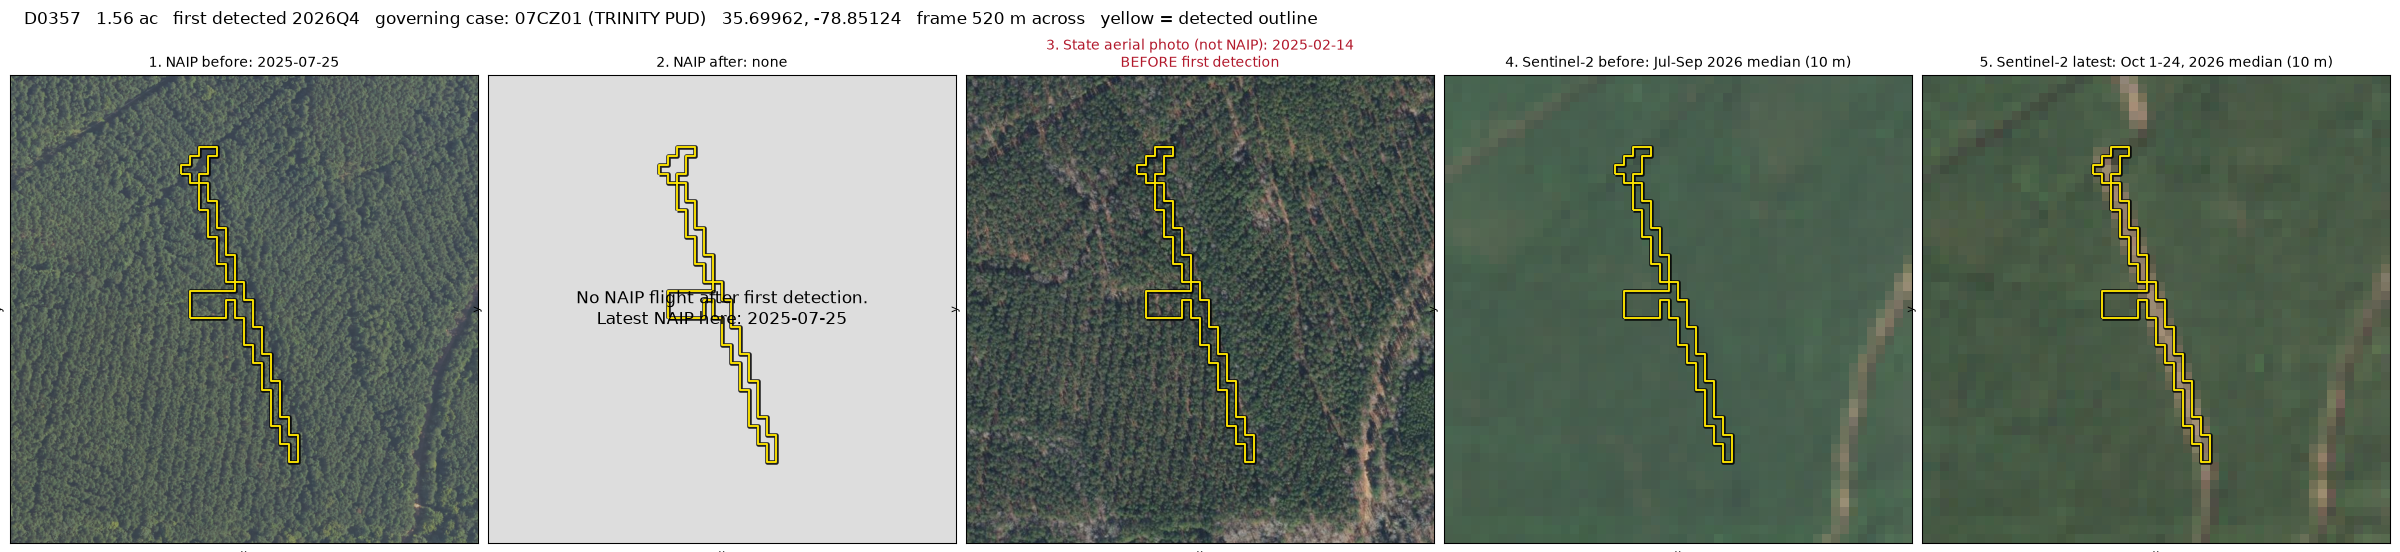 D0357   1.56 ac   first detected 2026Q4   governing case: 07CZ01 (TRINITY PUD)   35.69962, -78.85124   frame 520 m across   yellow = detected outline
1. NAIP before: 2025-07-25
2. NAIP after: none
3. State aerial photo (not NAIP): 2025-02-14
BEFORE first detection
4. Sentinel-2 before: Jul-Sep 2026 median (10 m)
5. Sentinel-2 latest: Oct 1-24, 2026 median (10 m)
No NAIP flight after first detection.
Latest NAIP here: 2025-07-25